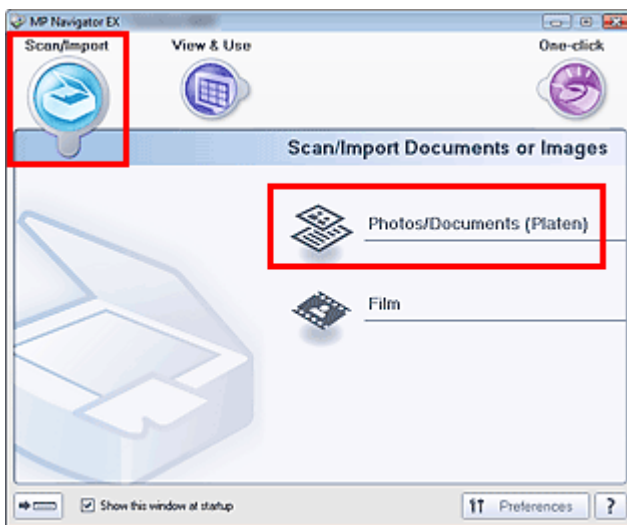 MP Navigator EX
Scan/Import
View & Use
One-click
Scan/Import Documents or Images
Photos/Documents (Platen)
Film
Show this window at startup
Preferences
?